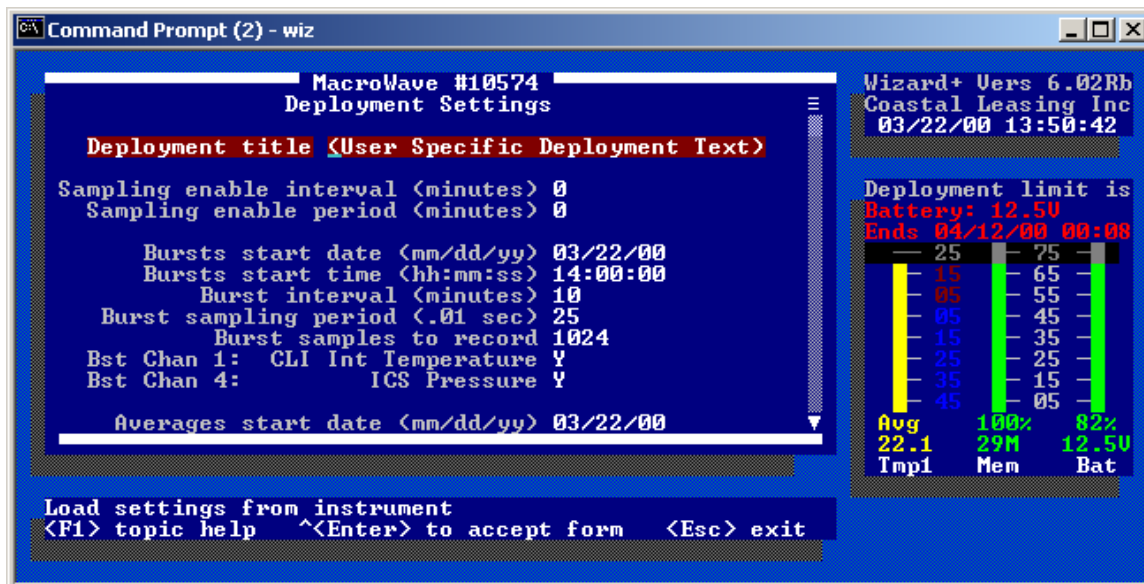 Command Prompt (2) - wiz
MacroWave #10574
Deployment Settings
Deployment title <User Specific Deployment Text>
Sampling enable interval (minutes) 0
Sampling enable period (minutes) 0
Bursts start date (mm/dd/yy) 03/22/00
Bursts start time (hh:mm:ss) 14:00:00
Burst interval (minutes) 10
Burst sampling period (.01 sec) 25
Burst samples to record 1024
Bst Chan 1: CLI Int Temperature Y
Bst Chan 4: ICS Pressure Y
Averages start date (mm/dd/yy) 03/22/00
Wizard+ Vers 6.02Rb
Coastal Leasing Inc
03/22/00 13:50:42
Deployment limit is
Battery: 12.5V
Ends 04/12/00 00:08
25 75
15 65
05 55
05 45
15 35
25 25
35 15
45 05
Avg 100% 82%
22.1 29M 12.5V
Tmp1 Mem Bat
Load settings from instrument
<F1> topic help ^<Enter> to accept form <Esc> exit